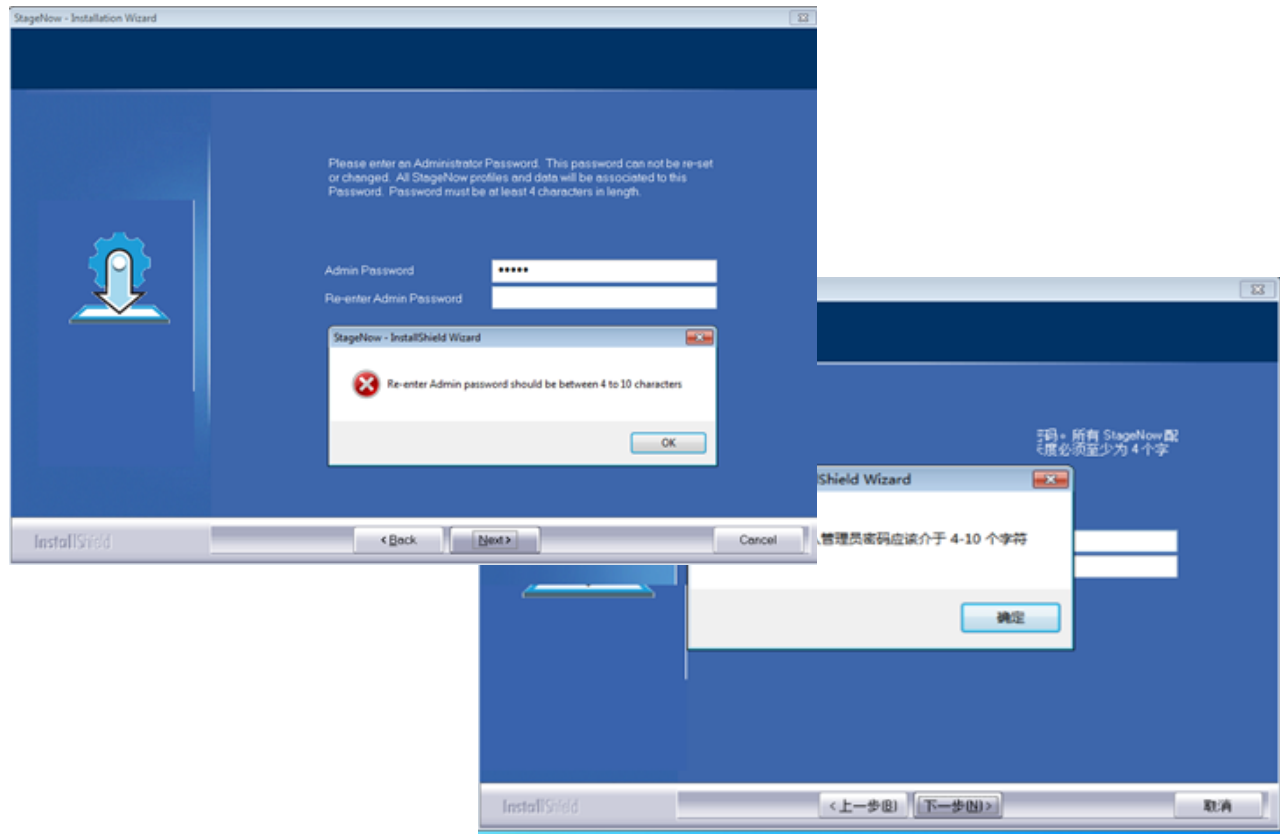 StageNow - Installation Wizard
Please enter an Administrator Password. This password can not be re-set
or changed. All StageNow profiles and data will be associated to this
Password. Password must be at least 4 characters in length.
Admin Password •••••
Re-enter Admin Password
StageNow - InstallShield Wizard
Re-enter Admin password should be between 4 to 10 characters
OK
InstallShield
< Back
Next >
Cancel
码。所有 StageNow 配
度必须至少为 4 个字
Shield Wizard
管理员密码应该介于 4-10 个字符
确定
InstallShield
< 上一步(B)
下一步(N) >
取消